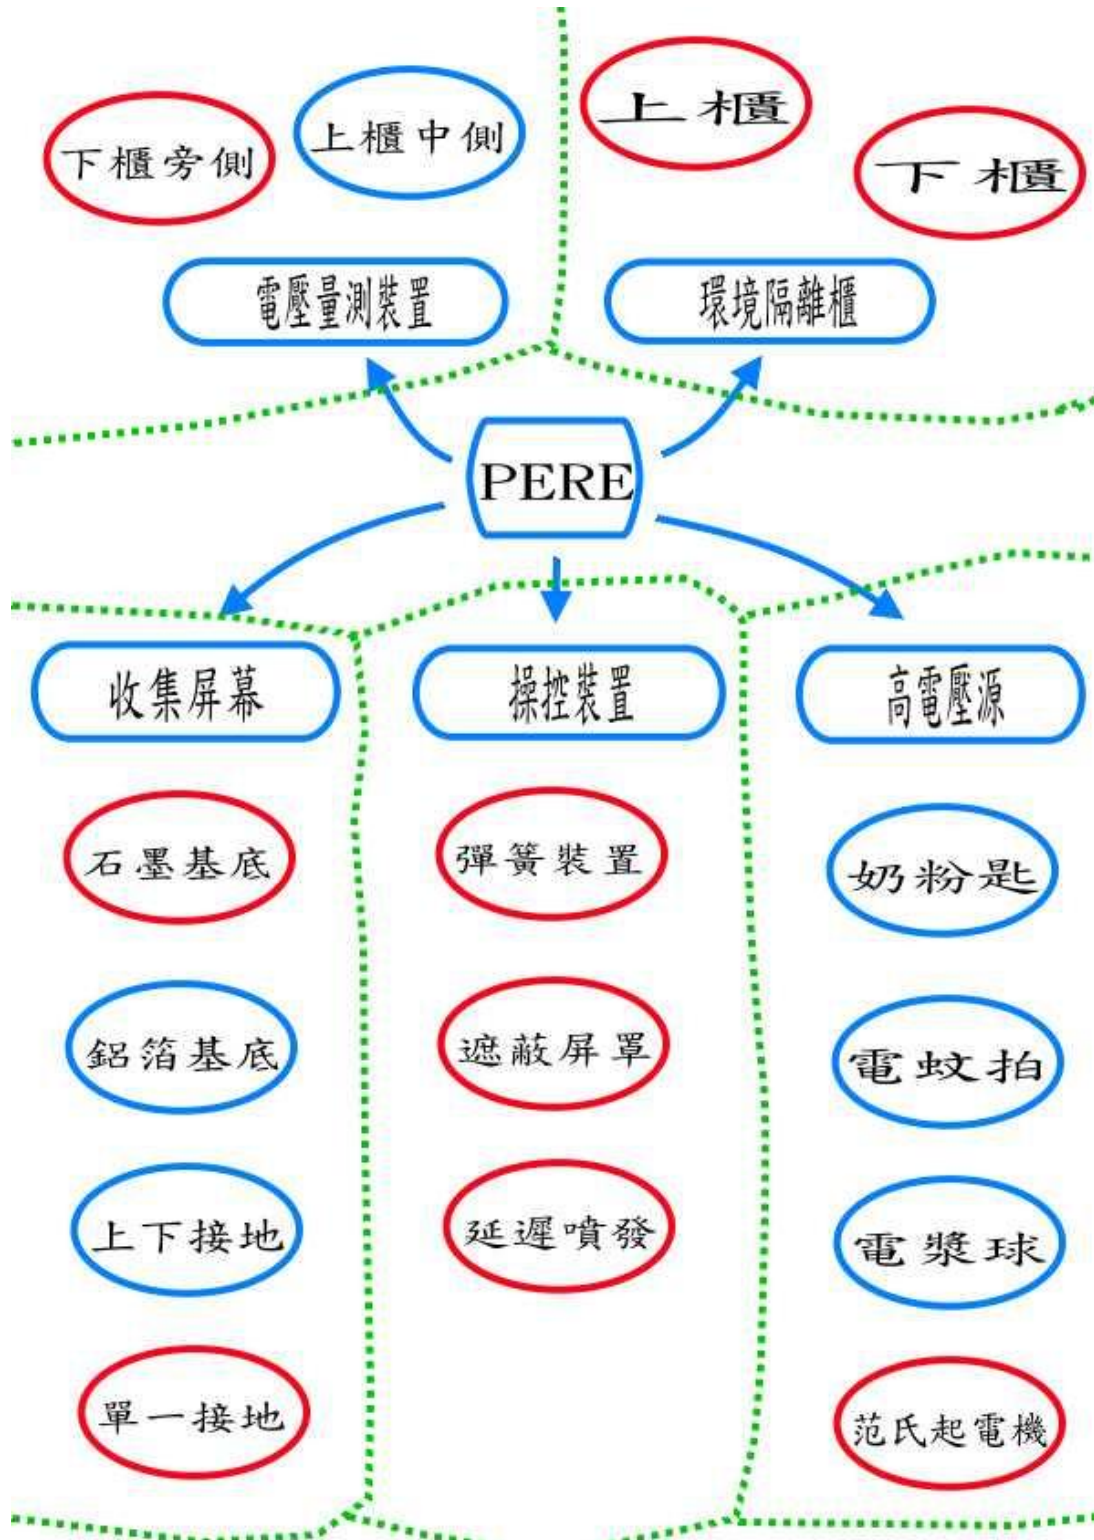 下櫃旁側
上櫃中側
上櫃
下櫃
電壓量測裝置
環境隔離櫃
PERE
收集屏幕
操控裝置
高電壓源
石墨基底
鋁箔基底
上下接地
單一接地
彈簧裝置
遮蔽屏罩
延遲噴發
奶粉匙
電蚊拍
電漿球
范氏起電機